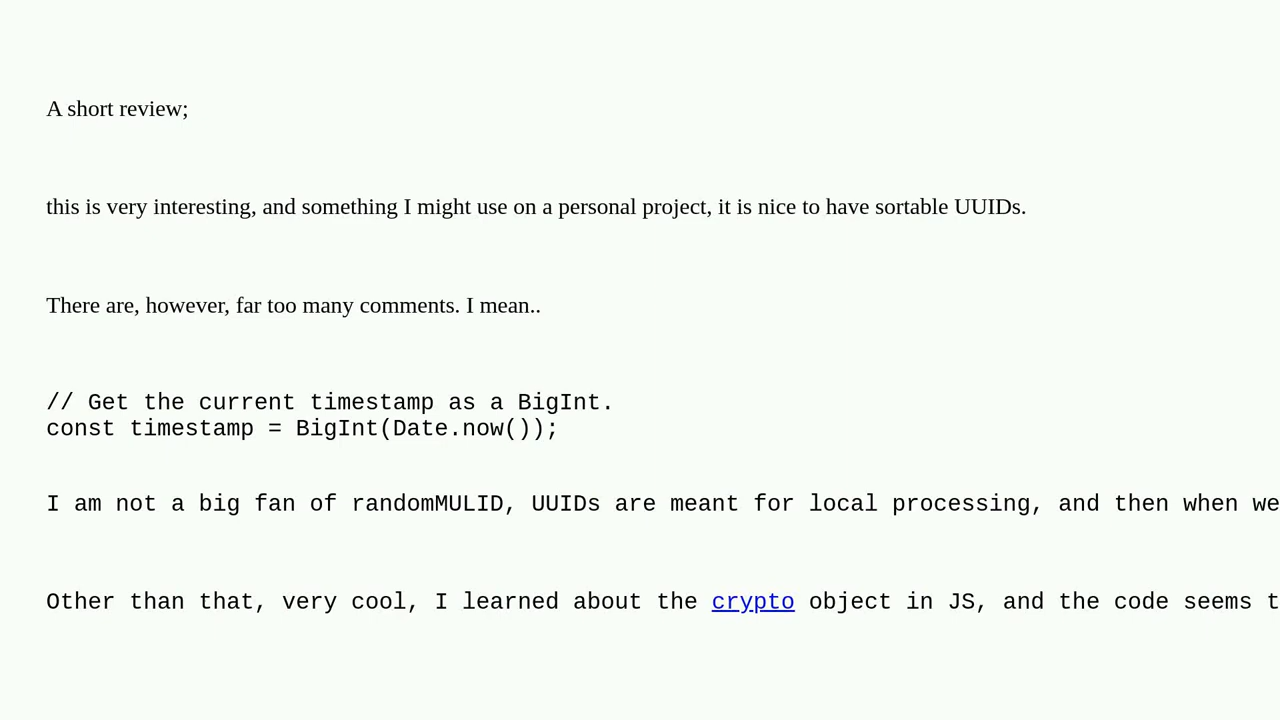 A short review;
this is very interesting, and something I might use on a personal project, it is nice to have sortable UUIDs.
There are, however, far too many comments. I mean..
// Get the current timestamp as a BigInt.
const timestamp = BigInt(Date.now());
I am not a big fan of randomMULID, UUIDs are meant for local processing, and then when we
Other than that, very cool, I learned about the crypto object in JS, and the code seems t